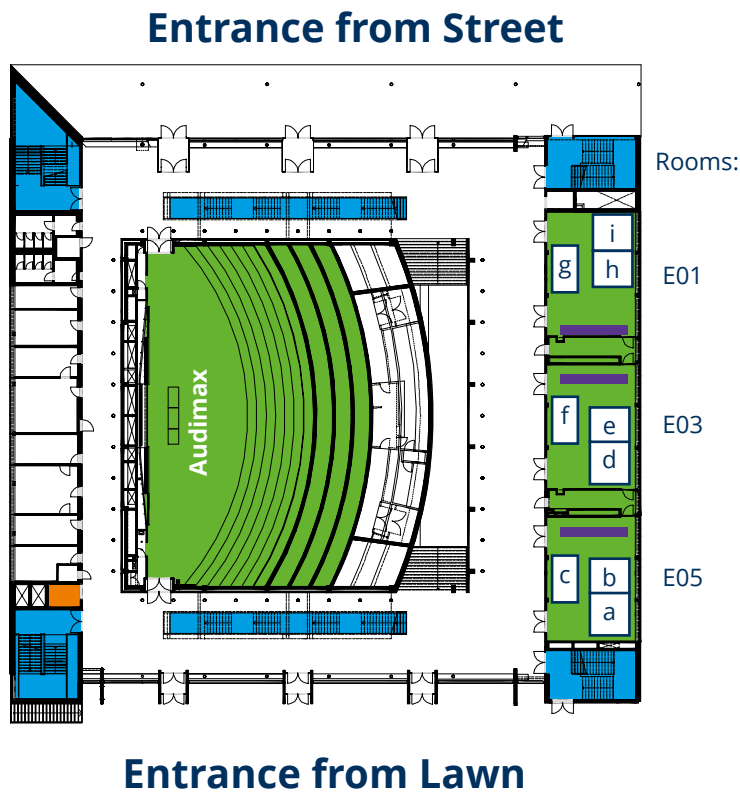 Entrance from Street
Rooms:
i
g
h
E01
Audimax
f
e
d
E03
c
b
a
E05
Entrance from Lawn